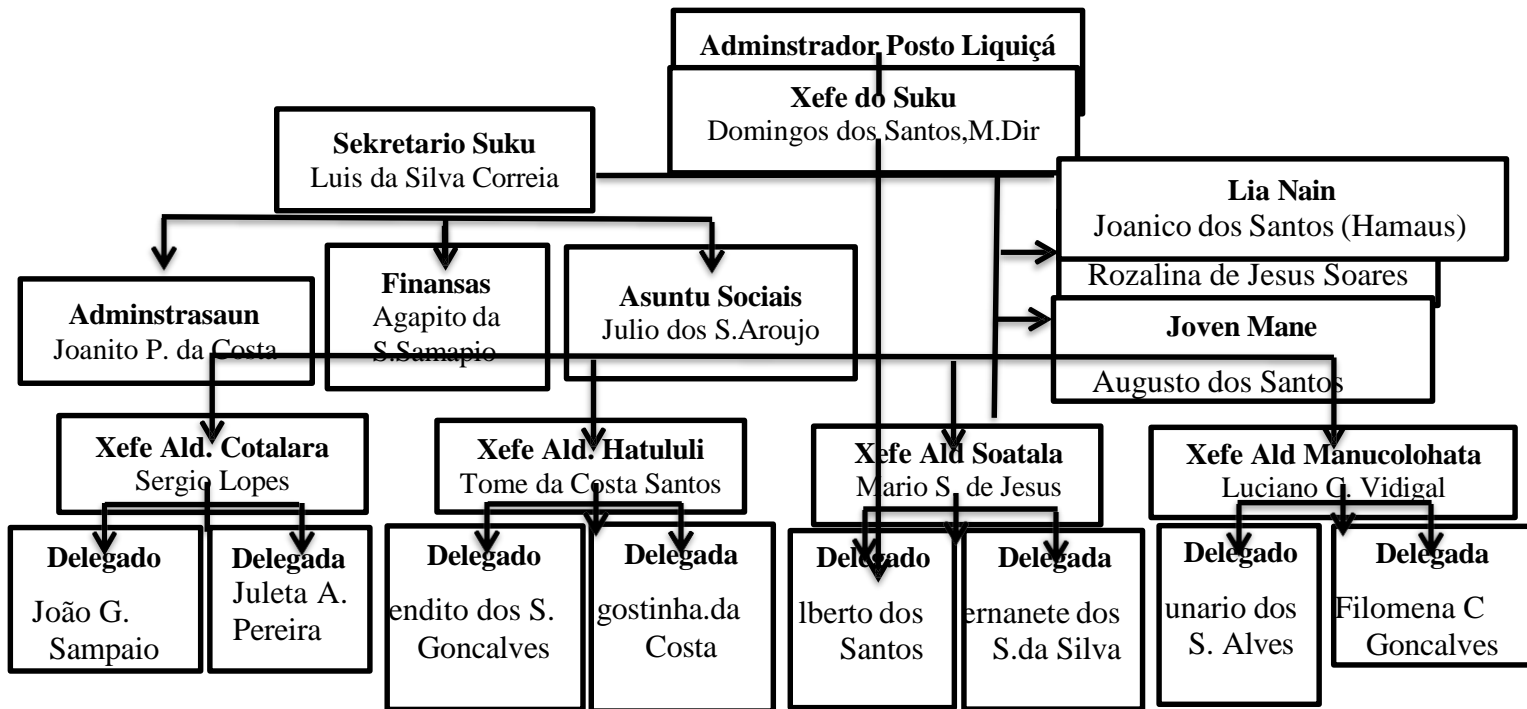 Adminstrador Posto Liquiçá
Xefe do Suku
Domingos dos Santos,M.Dir
Sekretario Suku
Luis da Silva Correia
Lia Nain
Joanico dos Santos (Hamaus)
Rozalina de Jesus Soares
Adminstrasaun
Joanito P. da Costa
Finansas
Agapito da
S.Samapio
Asuntu Sociais
Julio dos S.Aroujo
Joven Mane
Augusto dos Santos
Xefe Ald. Cotalara
Sergio Lopes
Xefe Ald. Hatululi
Tome da Costa Santos
Xefe Ald Soatala
Mario S. de Jesus
Xefe Ald Manucolohata
Luciano C. Vidigal
Delegado
João G.
Sampaio
Delegada
Juleta A.
Pereira
Delegado
endito dos S.
Goncalves
Delegada
gostinha.da
Costa
Delegado
lberto dos
Santos
Delegada
ernanete dos
S.da Silva
Delegado
unario dos
S. Alves
Delegada
Filomena C
Goncalves